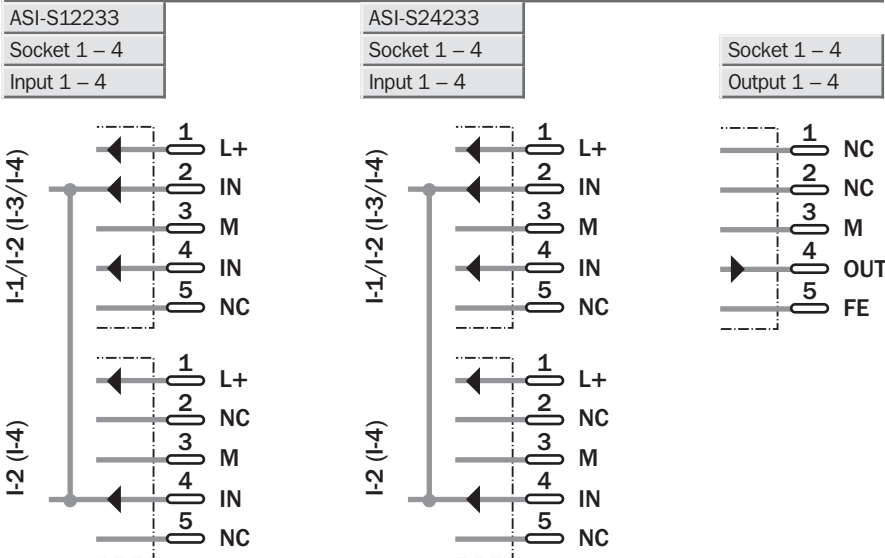 ASI-S12233
Socket 1 – 4
Input 1 – 4
I-1/I-2 (I-3/I-4)
1 L+
2 IN
3 M
4 IN
5 NC
I-2 (I-4)
1 L+
2 NC
3 M
4 IN
5 NC
ASI-S24233
Socket 1 – 4
Input 1 – 4
I-1/I-2 (I-3/I-4)
1 L+
2 IN
3 M
4 IN
5 NC
I-2 (I-4)
1 L+
2 NC
3 M
4 IN
5 NC
Socket 1 – 4
Output 1 – 4
1 NC
2 NC
3 M
4 OUT
5 FE